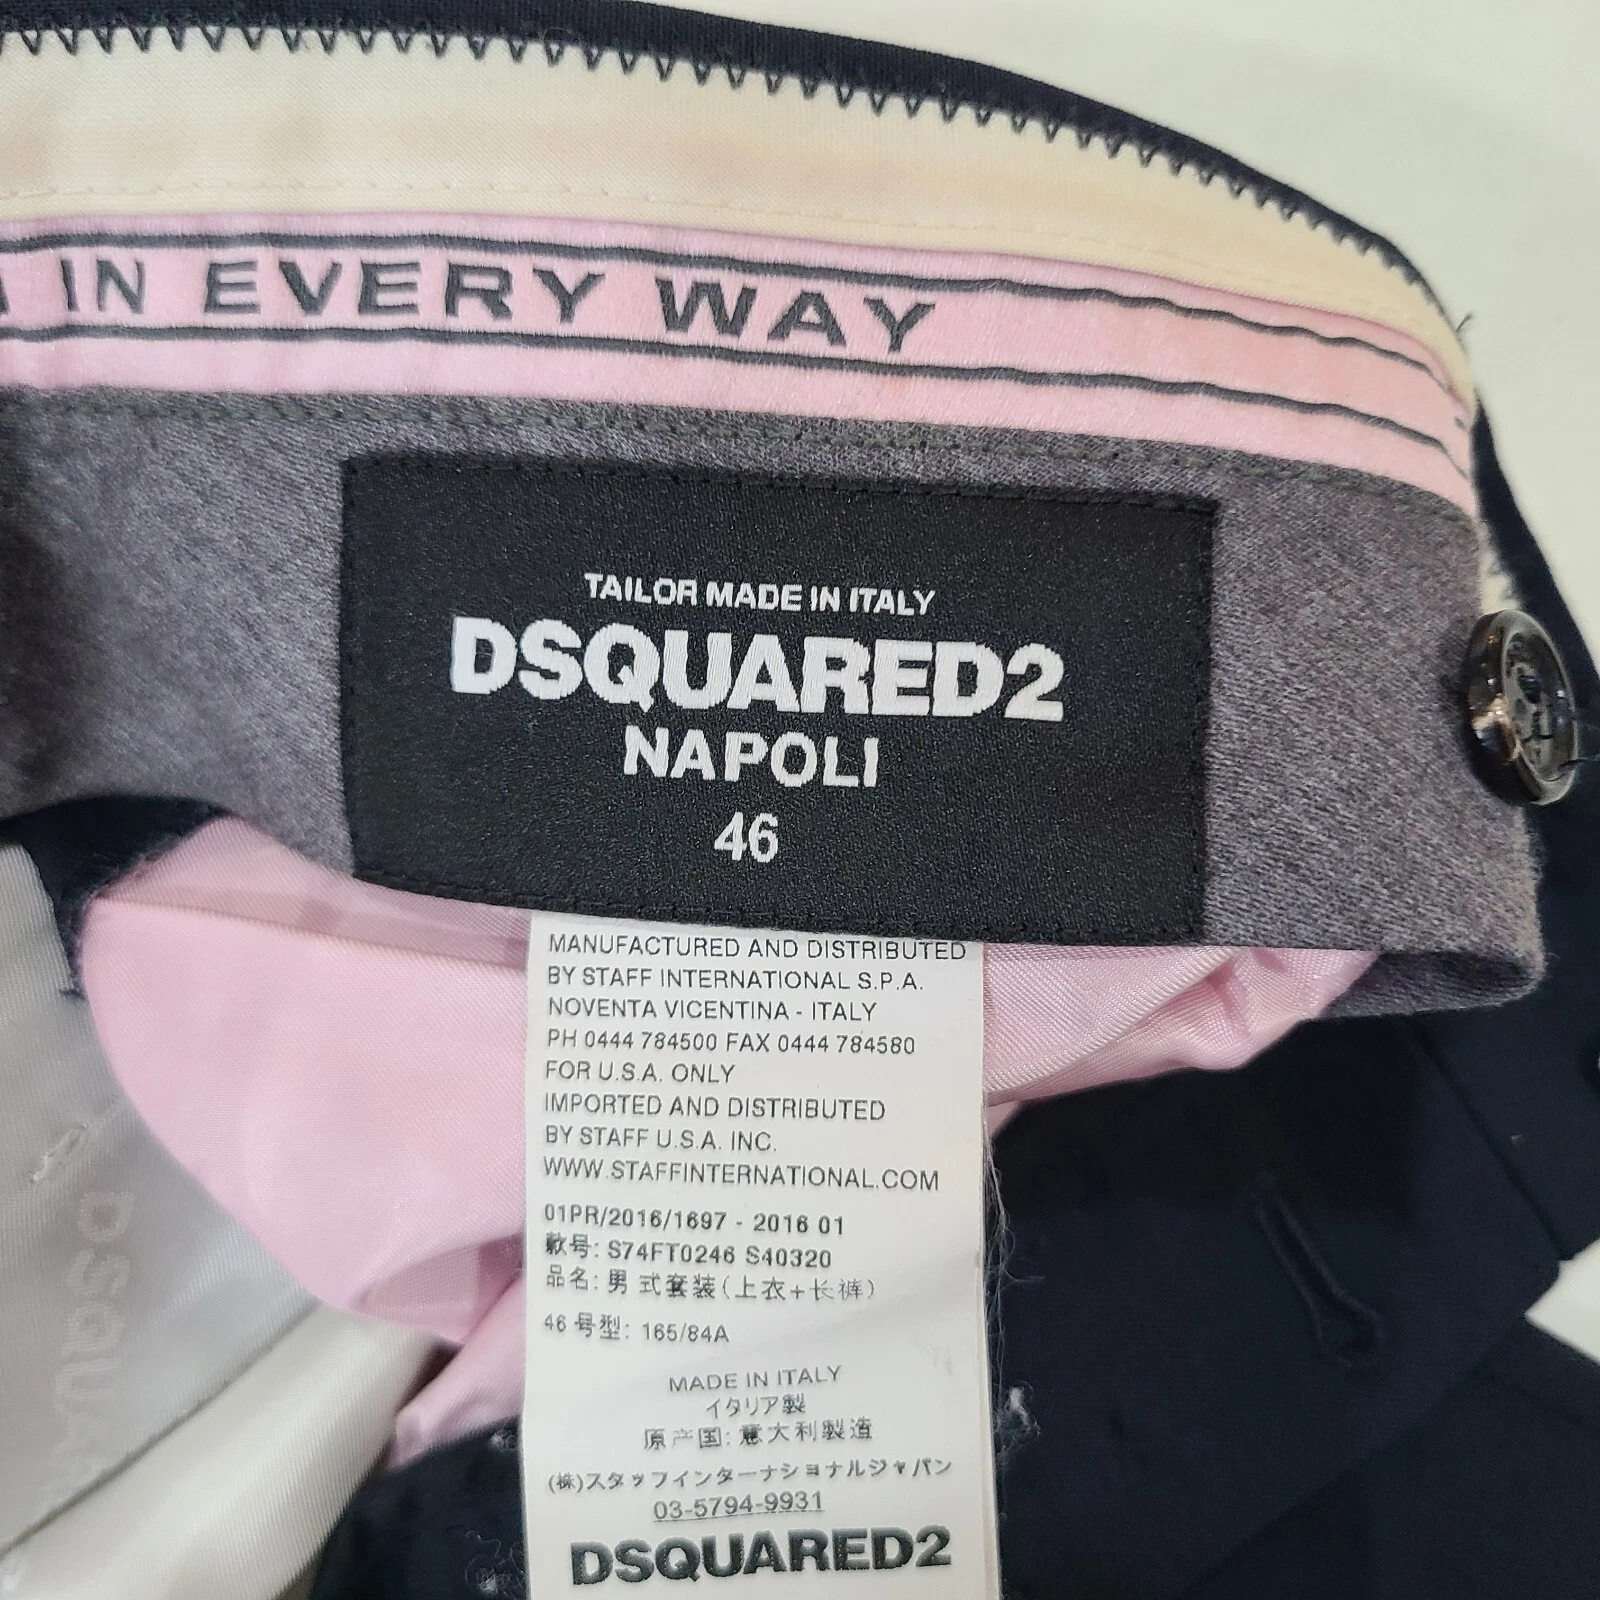 IN EVERY WAY
TAILOR MADE IN ITALY
DSQUARED2
NAPOLI
46
MANUFACTURED AND DISTRIBUTED
BY STAFF INTERNATIONAL S.P.A.
NOVENTA VICENTINA - ITALY
PH 0444 784500 FAX 0444 784580
FOR U.S.A. ONLY
IMPORTED AND DISTRIBUTED
BY STAFF U.S.A. INC.
WWW.STAFFINTERNATIONAL.COM
01PR/2016/1697 - 2016 01
款号: S74FT0246 S40320
品名: 男式套装(上衣+长裤)
46 号型: 165/84A
MADE IN ITALY
イタリア製
原产国: 意大利製造
(株)スタッフインターナショナルジャパン
03-5794-9931
DSQUARED2